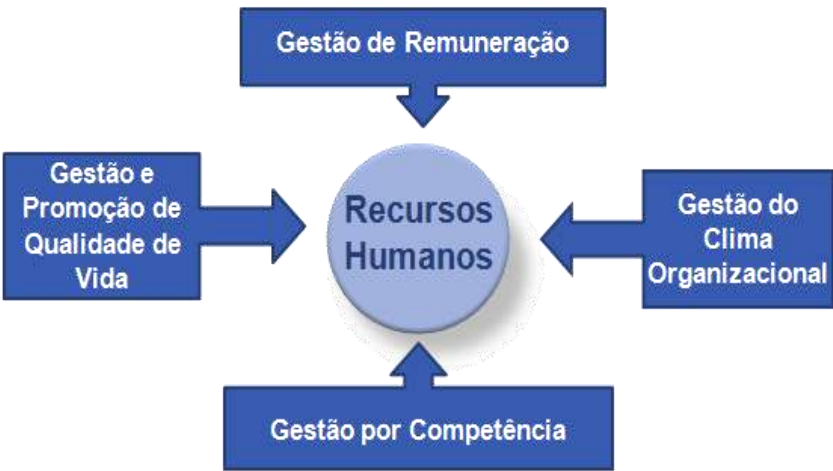 Gestão de Remuneração
Gestão e
Promoção de
Qualidade de
Vida
Recursos
Humanos
Gestão do
Clima
Organizacional
Gestão por Competência